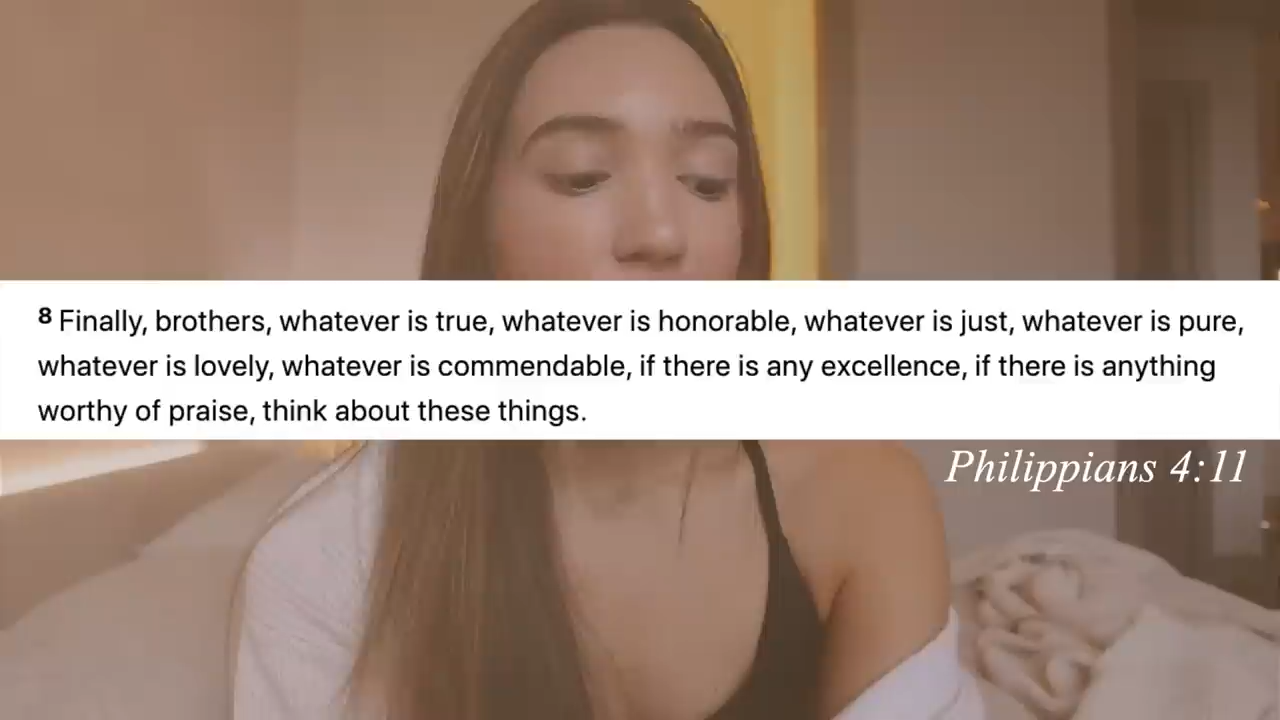 8 Finally, brothers, whatever is true, whatever is honorable, whatever is just, whatever is pure,
whatever is lovely, whatever is commendable, if there is any excellence, if there is anything
worthy of praise, think about these things.
Philippians 4:11